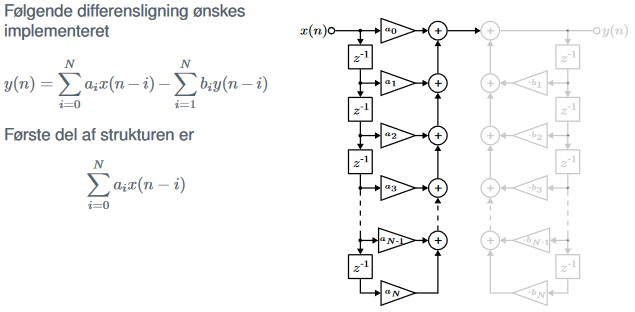 Følgende differensligning ønskes
implementeret
y(n) = \sum_{i=0}^{N} a_i x(n − i) − \sum_{i=1}^{N} b_i y(n − i)
Første del af strukturen er
\sum_{i=0}^{N} a_i x(n − i)
x(n) a_0 + + y(n)
z^{-1} z^{-1}
a_1 + + -b_1
z^{-1} z^{-1}
a_2 + + -b_2
z^{-1} z^{-1}
a_3 + + -b_3
a_{N-1} + + -b_{N-1}
z^{-1} z^{-1}
a_N -b_N